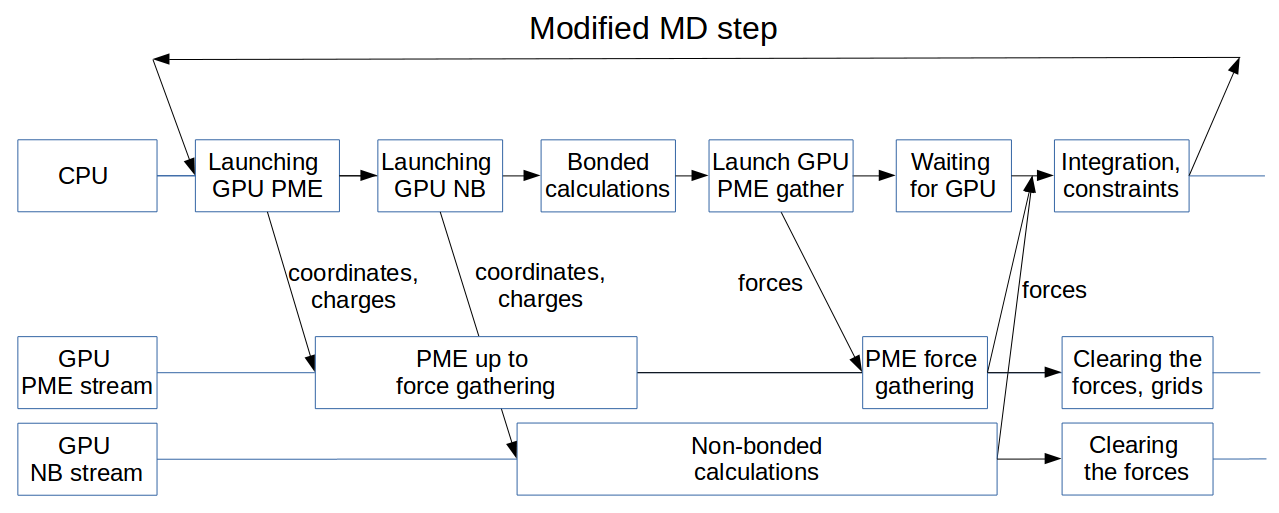 Modified MD step
CPU
Launching
GPU PME
Launching
GPU NB
Bonded
calculations
Launch GPU
PME gather
Waiting
for GPU
Integration,
constraints
coordinates,
charges
coordinates,
charges
forces
forces
GPU
PME stream
PME up to
force gathering
PME force
gathering
Clearing the
forces, grids
GPU
NB stream
Non-bonded
calculations
Clearing
the forces